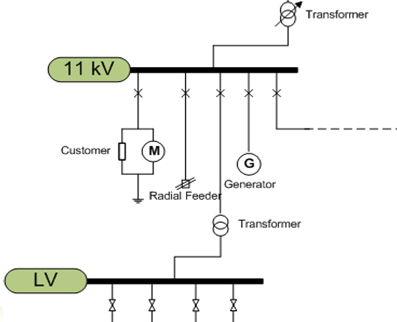 Transformer
11 kV
Customer
M
G
Radial Feeder
Generator
Transformer
LV